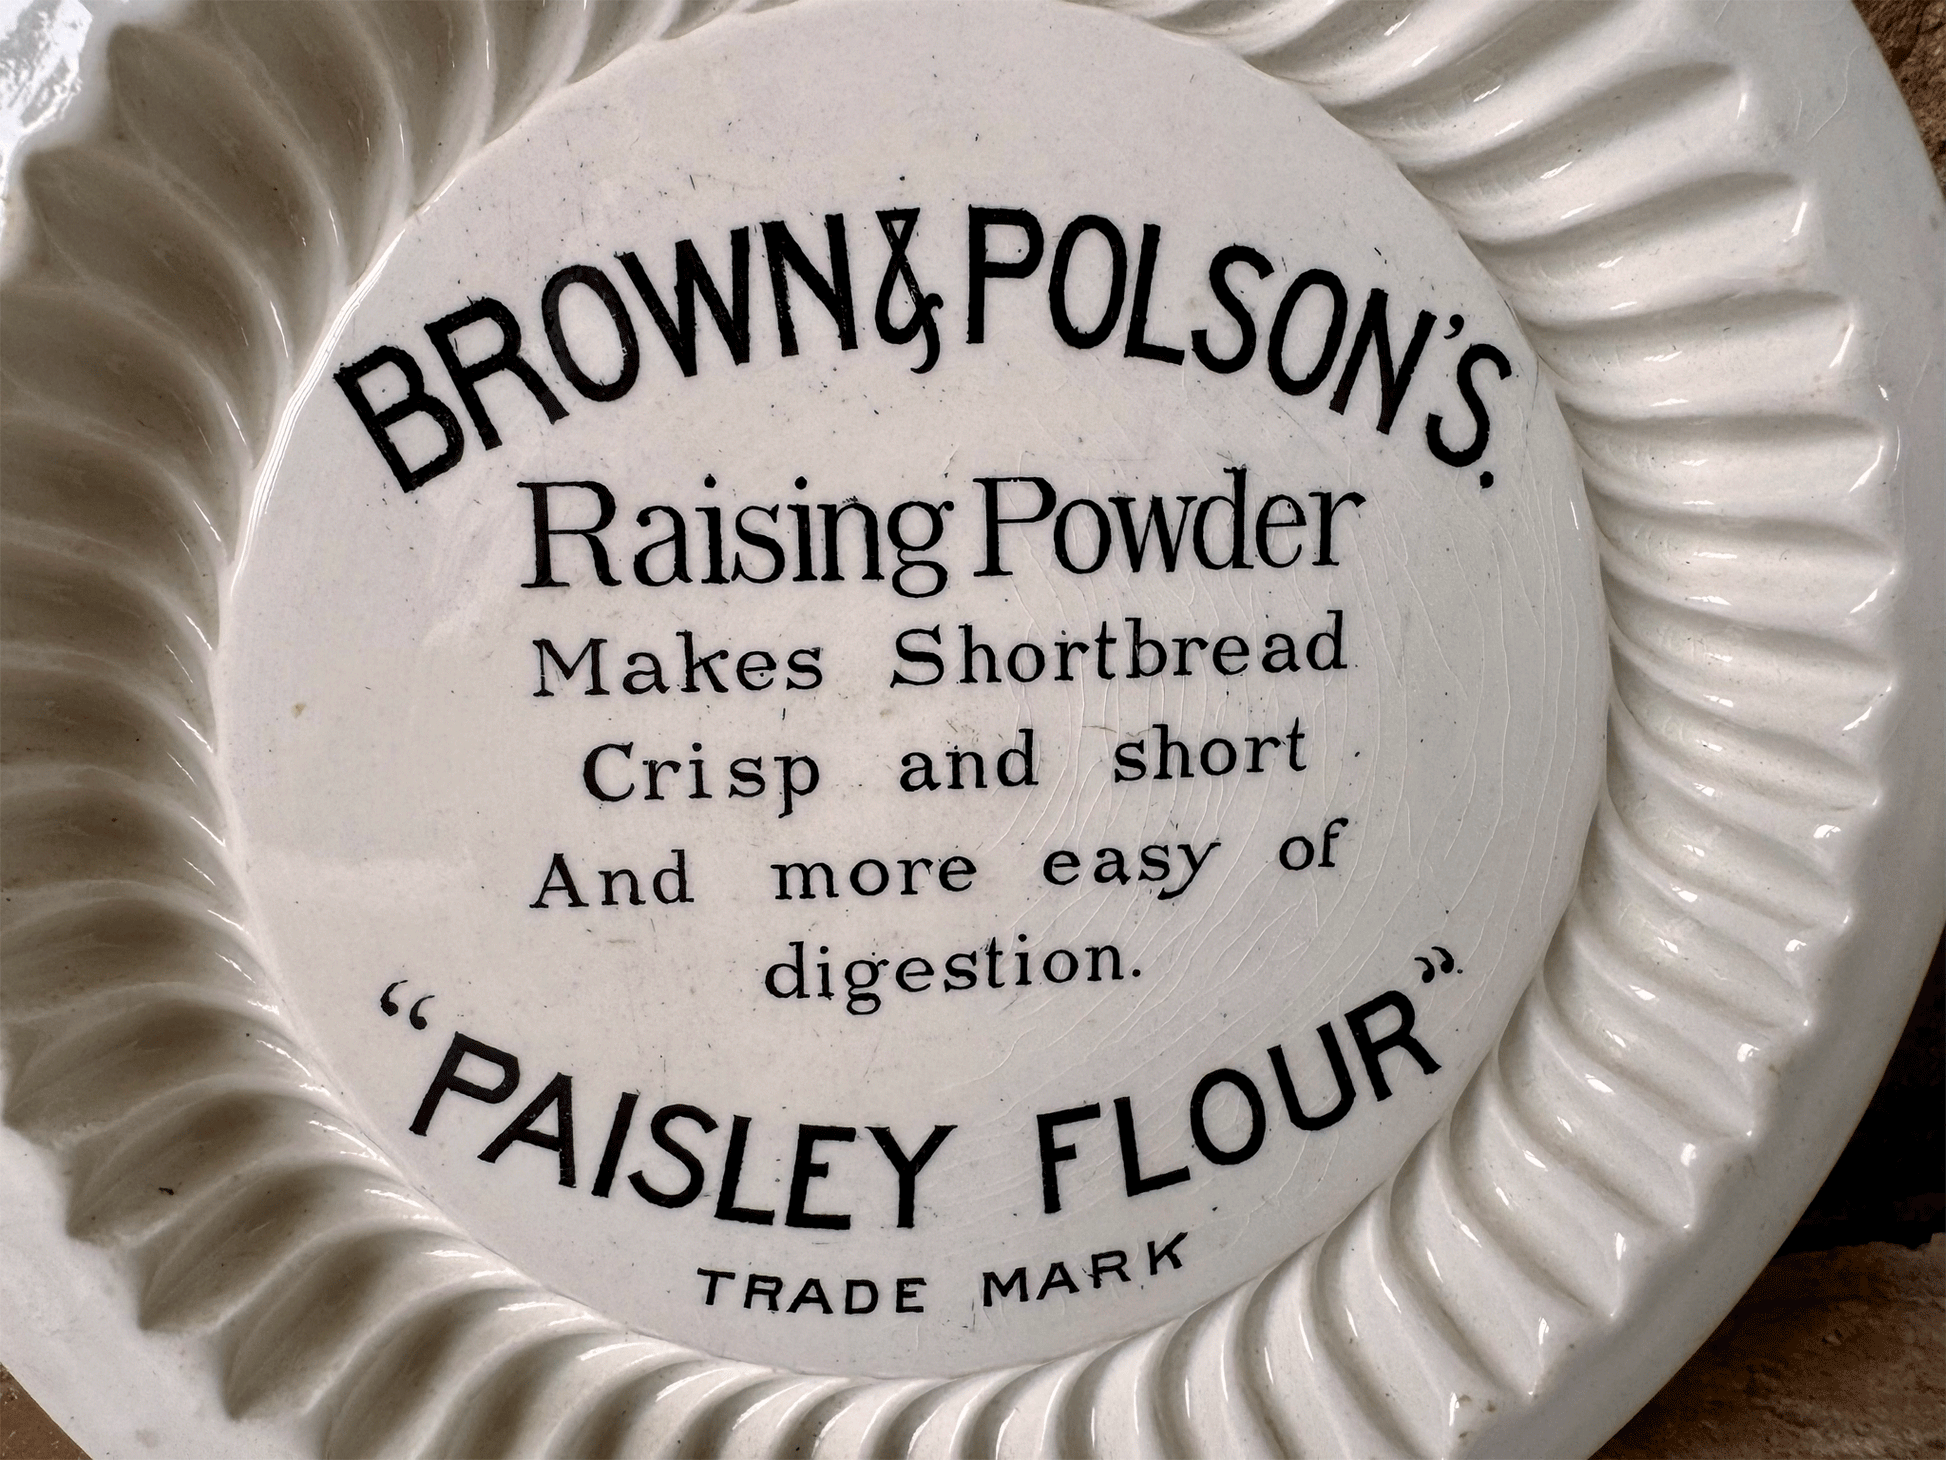 BROWN & POLSON'S.
Raising Powder
Makes Shortbread
Crisp and short
And more easy of
digestion.
“PAISLEY FLOUR”.
TRADE MARK